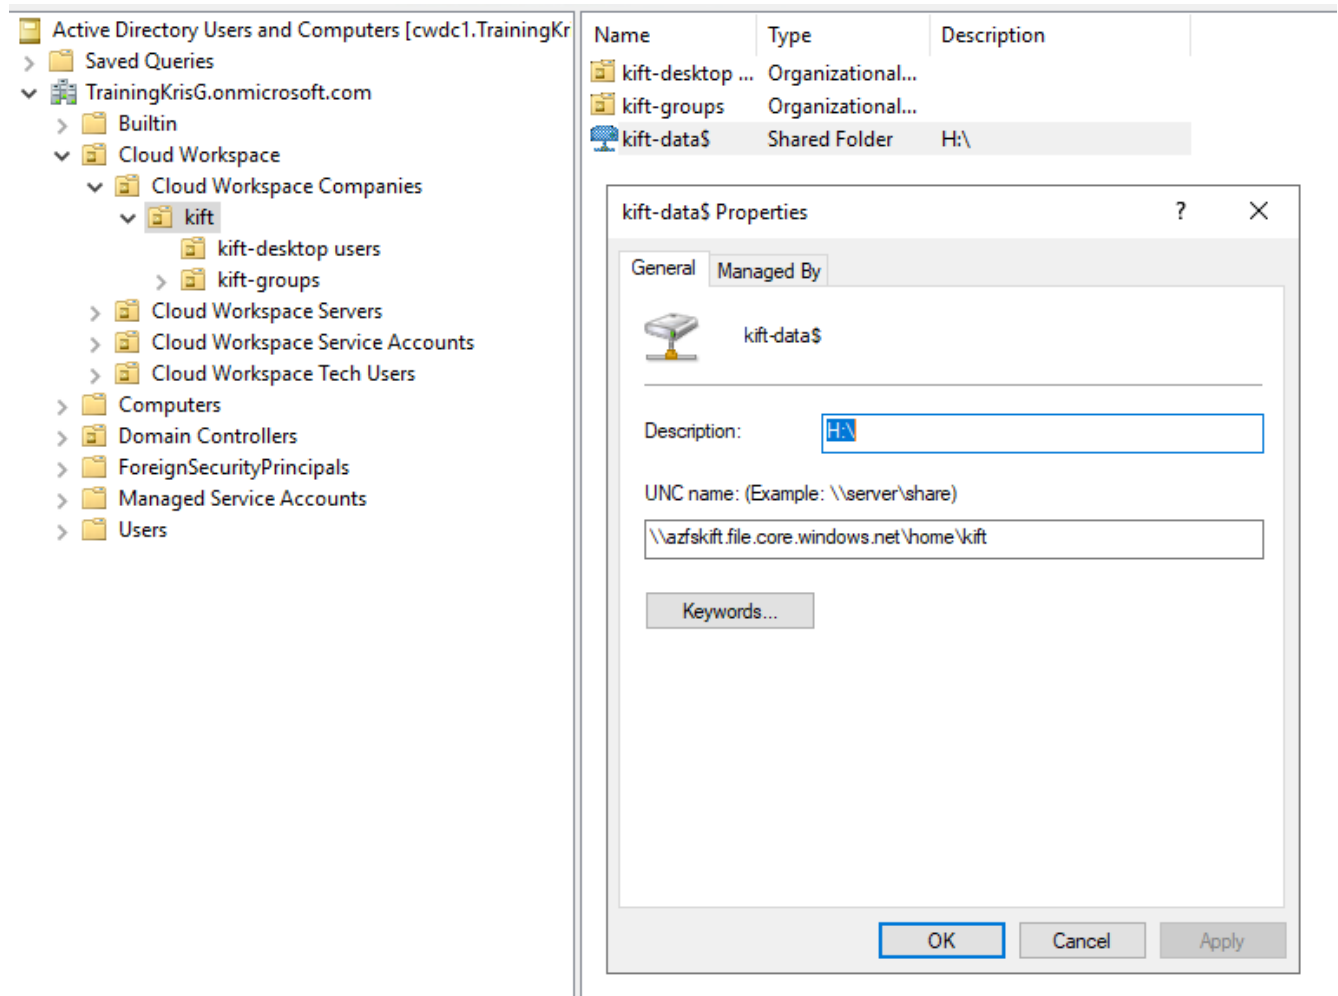 Active Directory Users and Computers [cwdc1.TrainingKr
Saved Queries
TrainingKrisG.onmicrosoft.com
Builtin
Cloud Workspace
Cloud Workspace Companies
kift
kift-desktop users
kift-groups
Cloud Workspace Servers
Cloud Workspace Service Accounts
Cloud Workspace Tech Users
Computers
Domain Controllers
ForeignSecurityPrincipals
Managed Service Accounts
Users
Name Type Description
kift-desktop ... Organizational...
kift-groups Organizational...
kift-data$ Shared Folder H:\
kift-data$ Properties ?
General Managed By
kift-data$
Description: H:\
UNC name: (Example: \\server\share)
\\azfskift.file.core.windows.net\home\kift
Keywords...
OK Cancel Apply